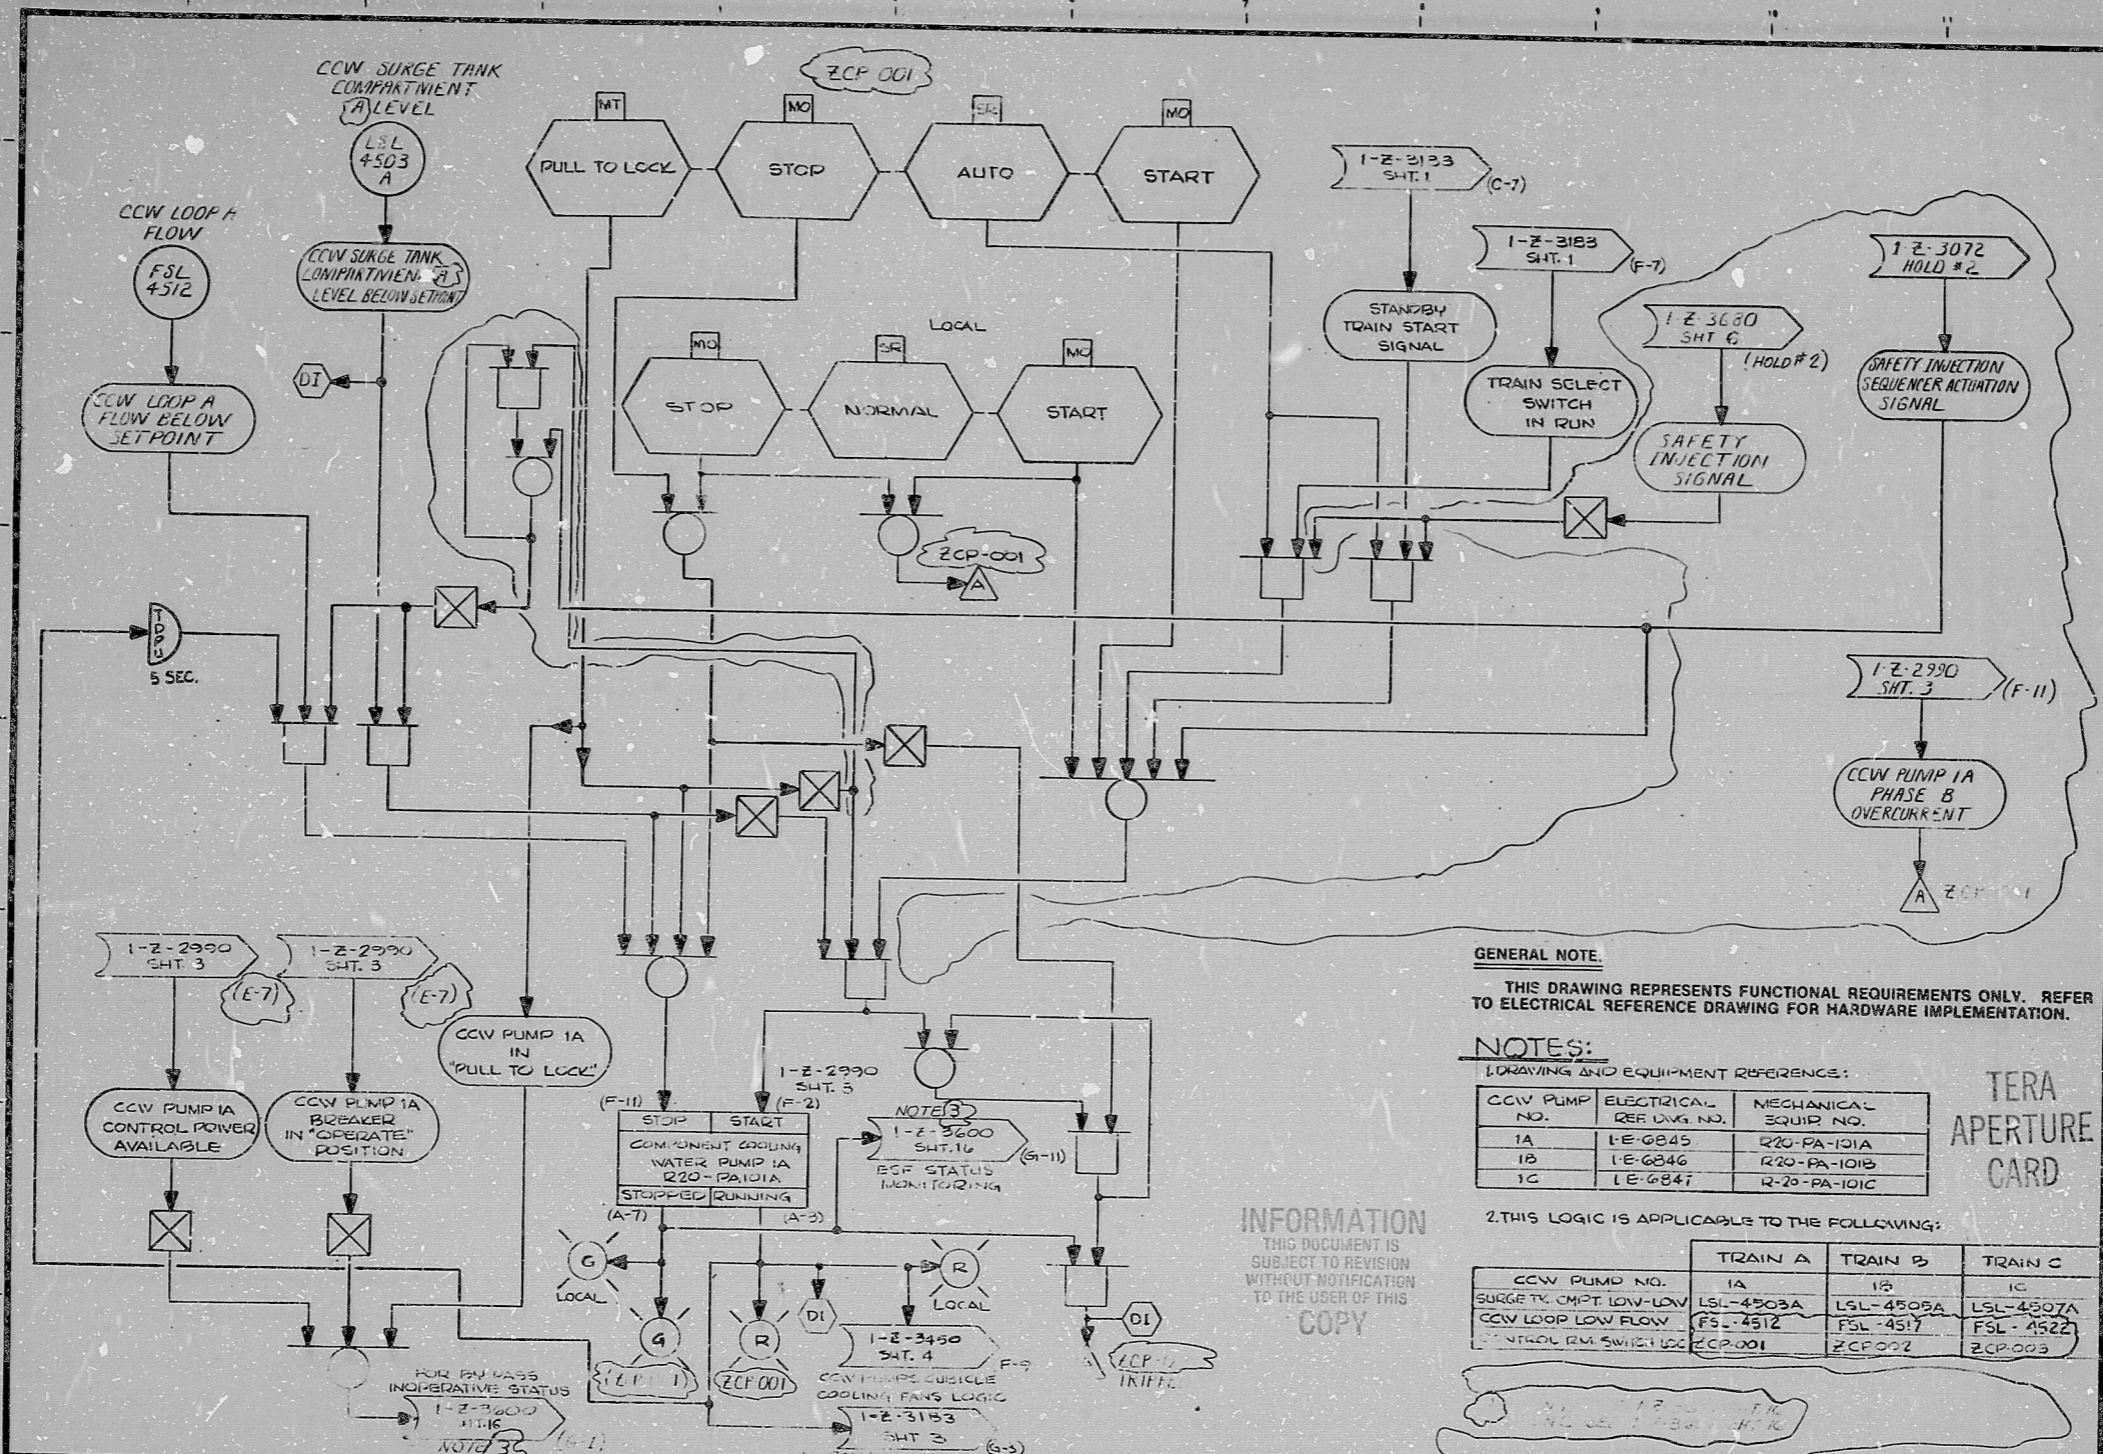 6
7
8
9
10
11
CCW SURGE TANK
COMPARTMENT
A LEVEL
LSL
4503
A
ZCP 001
MT
MO
SR
MO
PULL TO LOCK
STOP
AUTO
START
1-Z-3183
SHT. 1
(C-7)
CCW LOOP A
FLOW
FSL
4512
CCW SURGE TANK
COMPARTMENT A
LEVEL BELOW SETPOINT
1-Z-3183
SHT. 1
(F-7)
1-Z-3072
HOLD #2
STANDBY
TRAIN START
SIGNAL
1-Z-3680
SHT 6
(HOLD #2)
LOCAL
MO
SR
MO
STOP
NORMAL
START
DI
CCW LOOP A
FLOW BELOW
SETPOINT
TRAIN SELECT
SWITCH
IN RUN
SAFETY INJECTION
SEQUENCER ACTUATION
SIGNAL
SAFETY
INJECTION
SIGNAL
ZCP-001
A
TDPU
5 SEC.
1-Z-2990
SHT. 3
(F-11)
CCW PUMP 1A
PHASE B
OVERCURRENT
A
1-Z-2990
SHT. 3
(E-7)
1-Z-2990
SHT. 3
(E-7)
GENERAL NOTE.
THIS DRAWING REPRESENTS FUNCTIONAL REQUIREMENTS ONLY. REFER
TO ELECTRICAL REFERENCE DRAWING FOR HARDWARE IMPLEMENTATION.
CCW PUMP 1A
IN
"PULL TO LOCK"
NOTES:
1. DRAWING AND EQUIPMENT REFERENCE:
CCW PUMP NO. ELECTRICAL REF. DWG. NO. MECHANICAL EQUIP. NO.
1A 1-E-6845 R20-PA-101A
1B 1-E-6846 R20-PA-101B
1C 1-E-6847 R-20-PA-101C
TERA
APERTURE
CARD
CCW PUMP 1A
CONTROL POWER
AVAILABLE
CCW PUMP 1A
BREAKER
IN "OPERATE"
POSITION
1-Z-2990
SHT. 3
(F-11)
(F-2)
STOP START
COMPONENT COOLING
WATER PUMP 1A
R20-PA101A
STOPPED RUNNING
(A-7)
(A-3)
NOTE 3
1-Z-3600
SHT. 16
(G-11)
ESF STATUS
MONITORING
INFORMATION
THIS DOCUMENT IS
SUBJECT TO REVISION
WITHOUT NOTIFICATION
TO THE USER OF THIS
COPY
2. THIS LOGIC IS APPLICABLE TO THE FOLLOWING:
TRAIN A TRAIN B TRAIN C
CCW PUMP NO. 1A 1B 1C
SURGE TK. CMPT. LOW-LOW LSL-4503A LSL-4505A LSL-4507A
CCW LOOP LOW FLOW FSL-4512 FSL-4517 FSL-4522
CONTROL RM. SWITCH LOC ZCP-001 ZCP002 ZCP-003
G
LOCAL
G
R
ZCP001
DI
R
LOCAL
DI
1-Z-3450
SHT. 4
F-9
CCW PUMPS CUBICLE
COOLING FANS LOGIC
1-Z-3183
SHT 3
(G-3)
FOR BY PASS
INOPERATIVE STATUS
1-Z-3600
SHT.16
(G-1)
NOTE 3